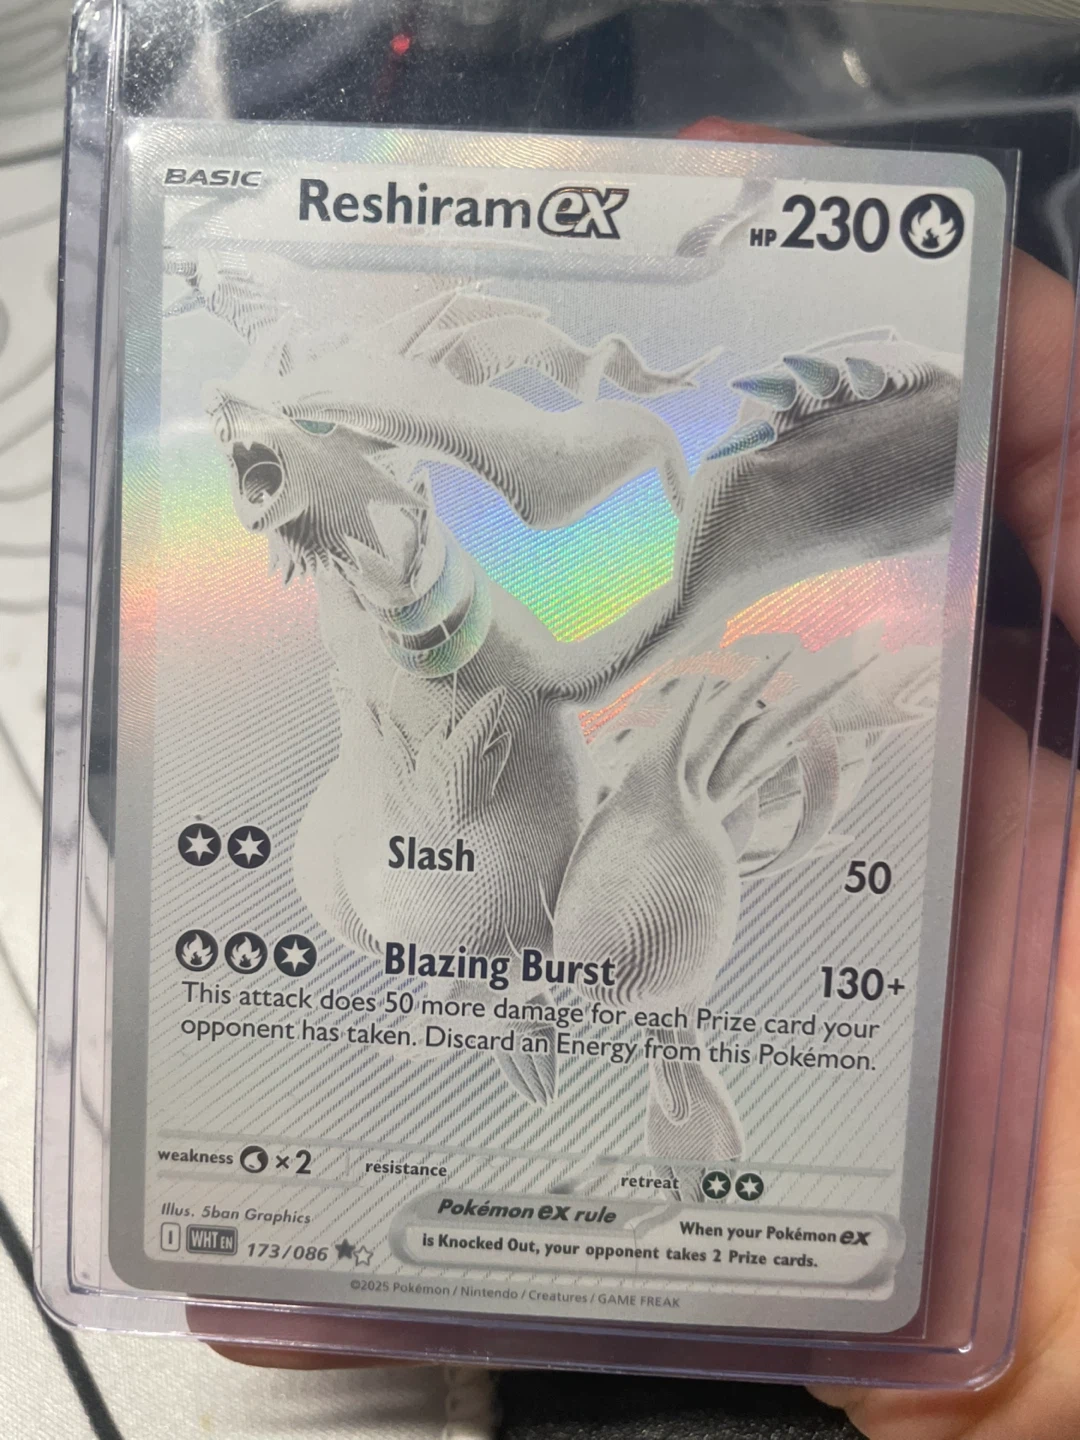 BASIC Reshiram ex HP 230
Slash 50
Blazing Burst 130+
This attack does 50 more damage for each Prize card your
opponent has taken. Discard an Energy from this Pokémon.
weakness ×2 resistance retreat
Illus. 5ban Graphics
Pokémon ex rule
When your Pokémon ex
is Knocked Out, your opponent takes 2 Prize cards.
I WHT EN 173/086
©2025 Pokémon / Nintendo / Creatures / GAME FREAK